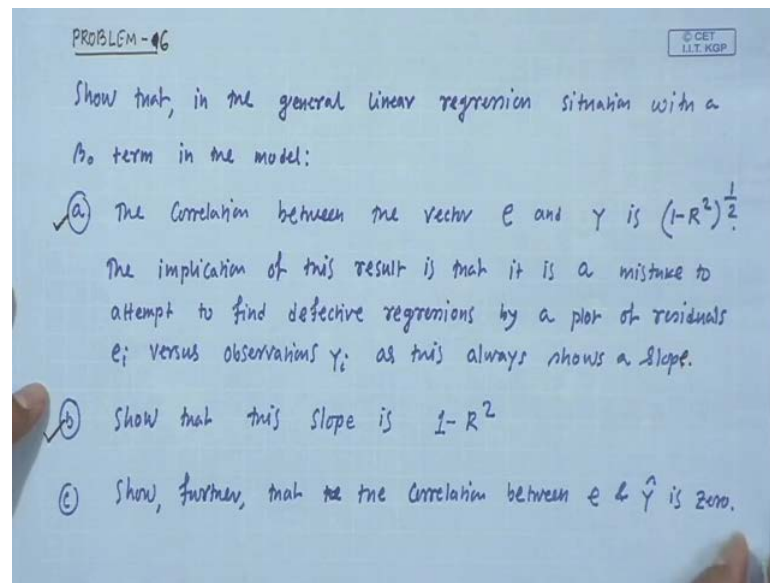 PROBLEM-16
© CET
I.I.T. KGP
Show that, in the general linear regression situation with a
β₀ term in the model:
(a) The Correlation between the vector e and Y is (1-R²)^½.
The implication of this result is that it is a mistake to
attempt to find defective regressions by a plot of residuals
eᵢ versus observations Yᵢ as this always shows a slope.
(b) Show that this slope is 1-R²
(c) Show, further, that the correlation between e & Ŷ is zero.